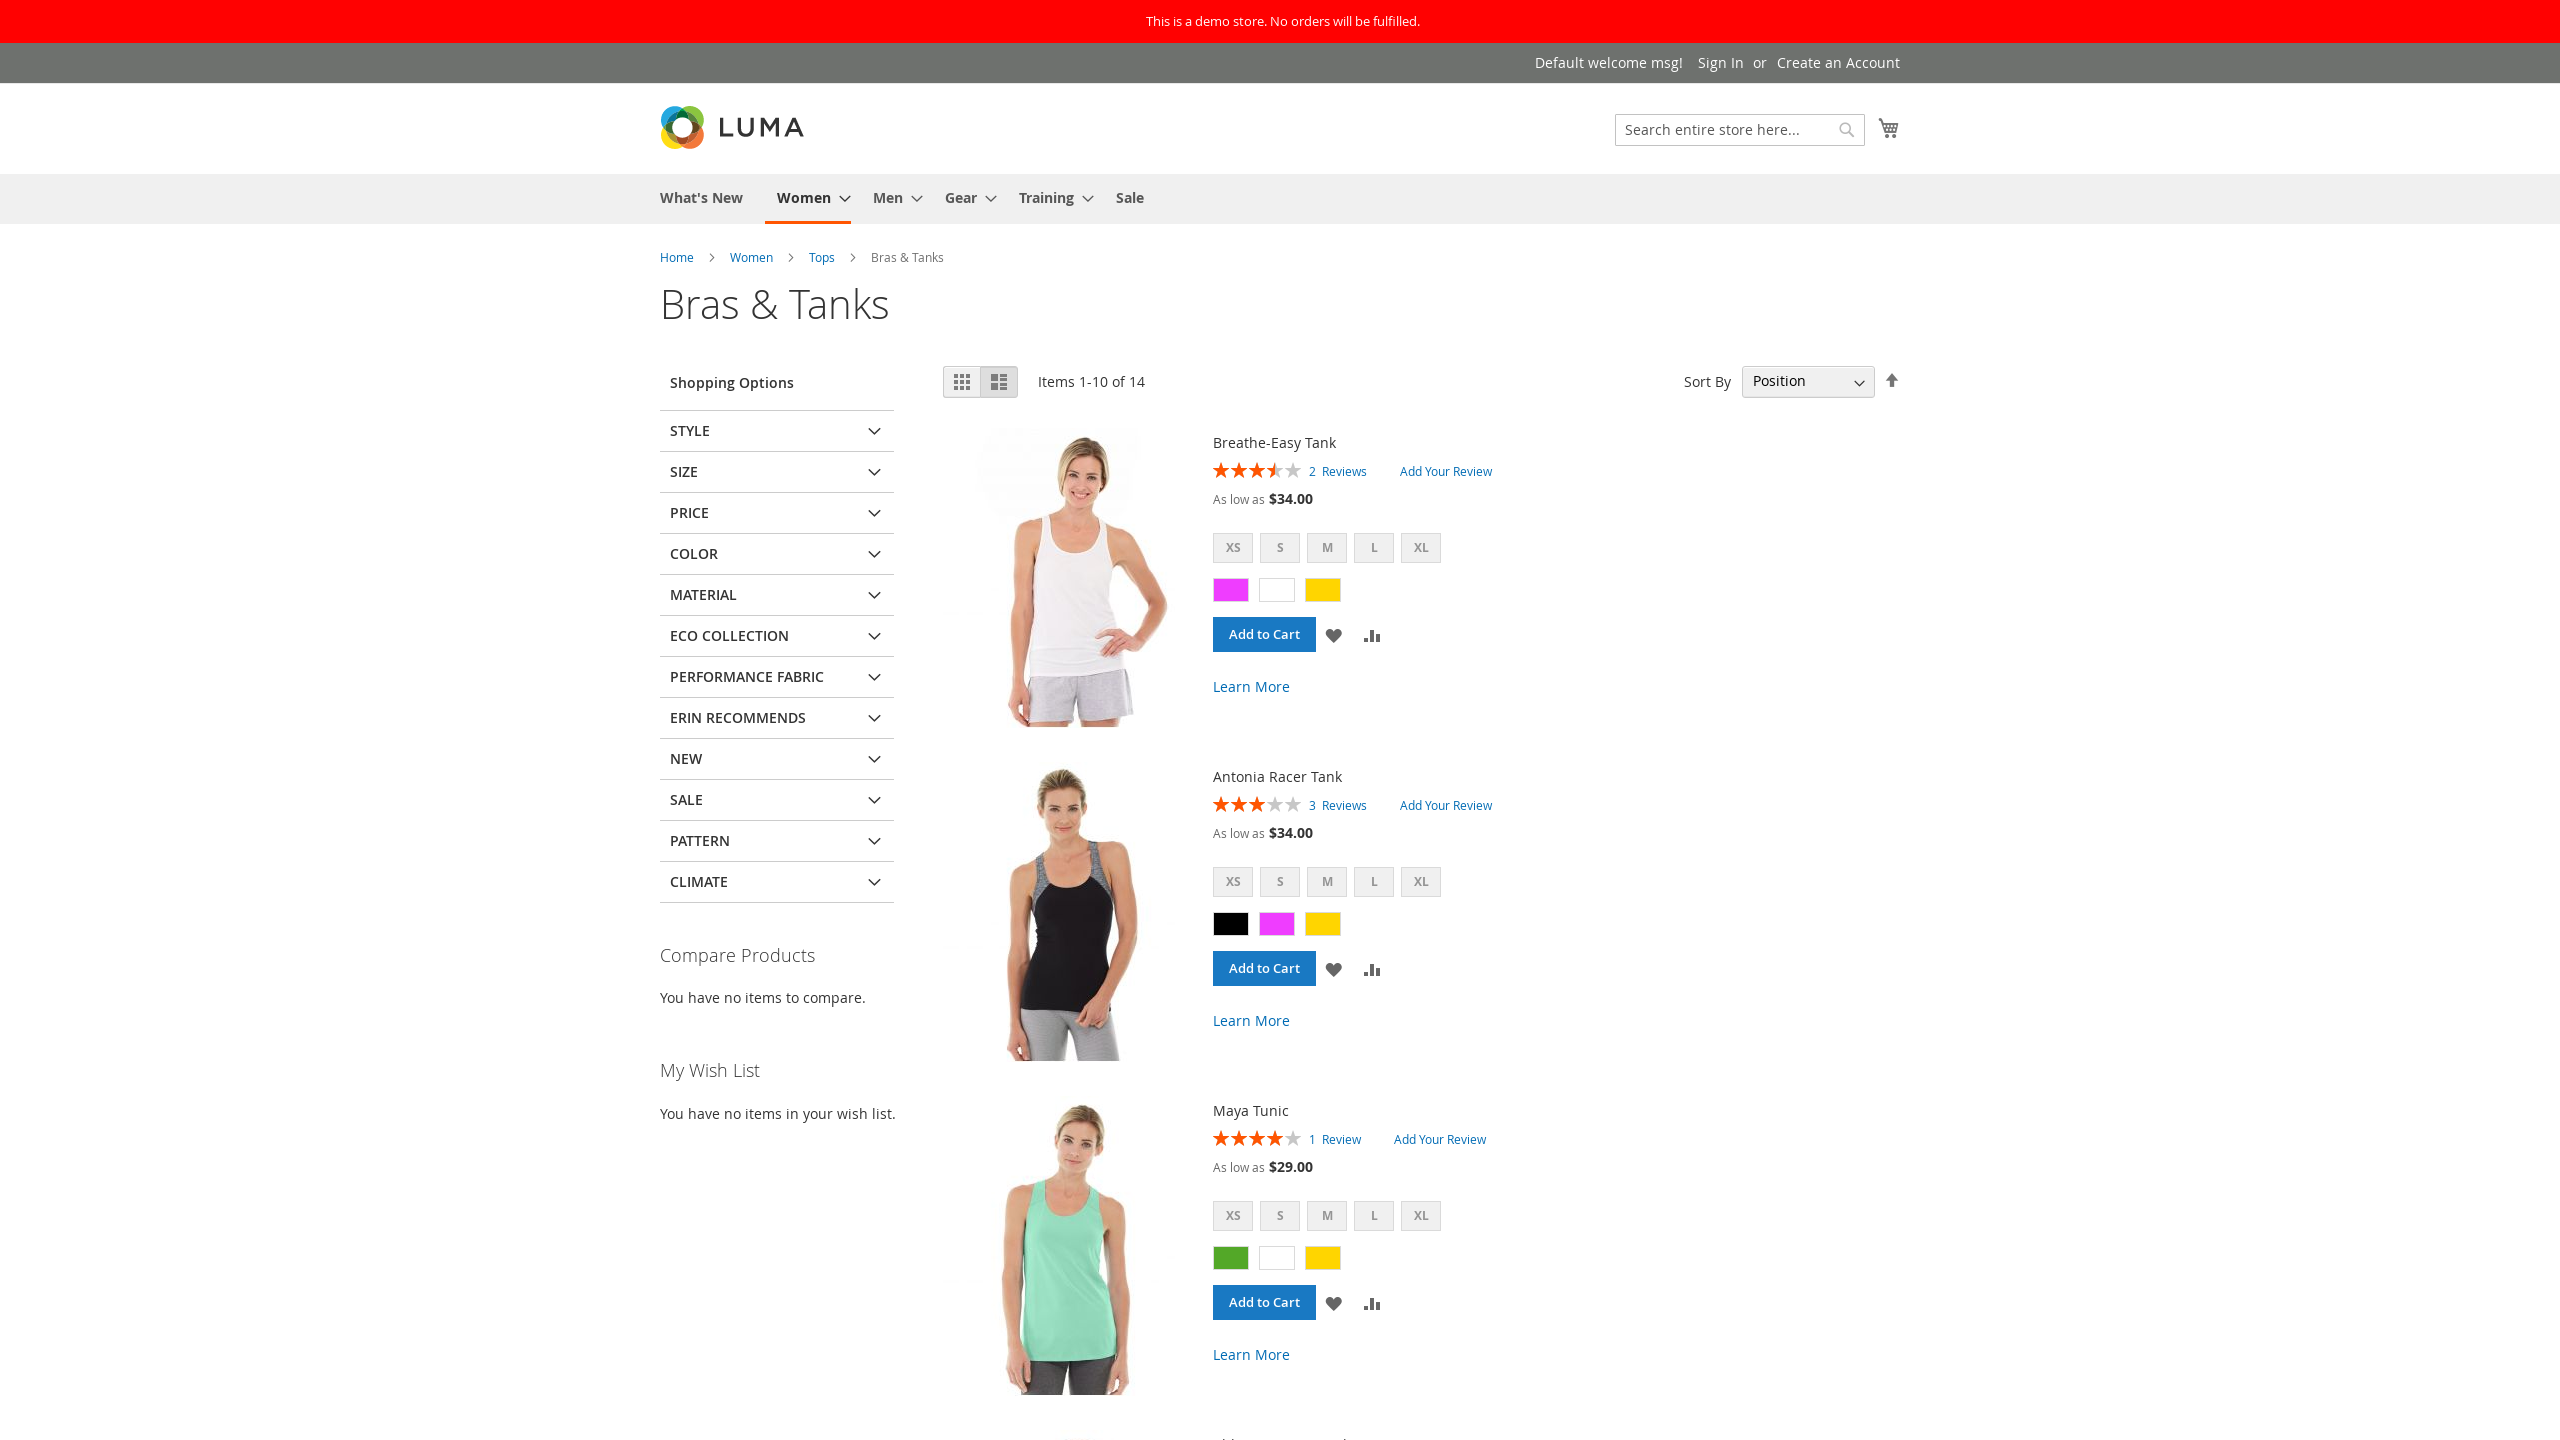 This is a demo store. No orders will be fulfilled.
Default welcome msg! Sign In or Create an Account
LUMA
Search entire store here...
What's New Women Men Gear Training Sale
Home Women Tops Bras & Tanks
Bras & Tanks
Shopping Options
STYLE
SIZE
PRICE
COLOR
MATERIAL
ECO COLLECTION
PERFORMANCE FABRIC
ERIN RECOMMENDS
NEW
SALE
PATTERN
CLIMATE
Compare Products
You have no items to compare.
My Wish List
You have no items in your wish list.
Items 1-10 of 14
Sort By Position
Breathe-Easy Tank
2 Reviews Add Your Review
As low as $34.00
XS S M L XL
Add to Cart
Learn More
Antonia Racer Tank
3 Reviews Add Your Review
As low as $34.00
XS S M L XL
Add to Cart
Learn More
Maya Tunic
1 Review Add Your Review
As low as $29.00
XS S M L XL
Add to Cart
Learn More